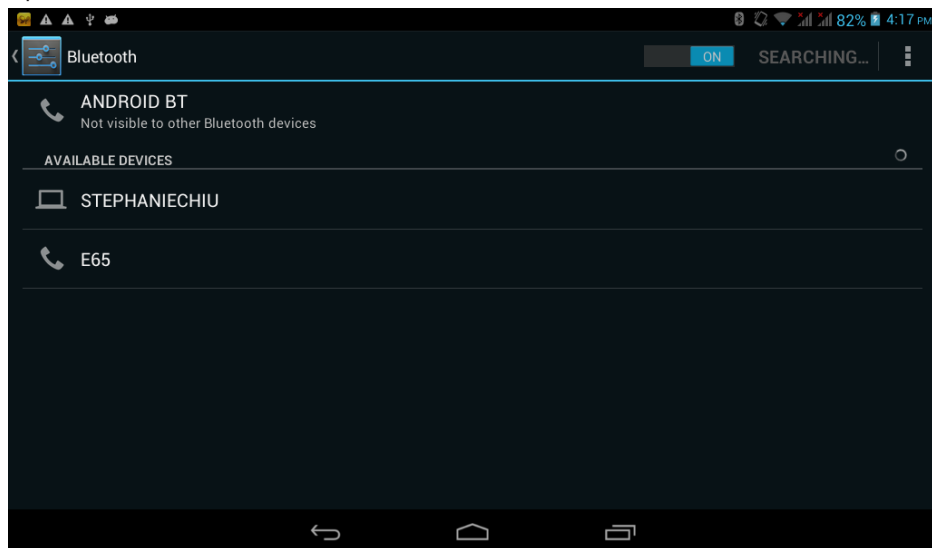 82% 4:17 PM
Bluetooth ON SEARCHING...
ANDROID BT
Not visible to other Bluetooth devices
AVAILABLE DEVICES
STEPHANIECHIU
E65